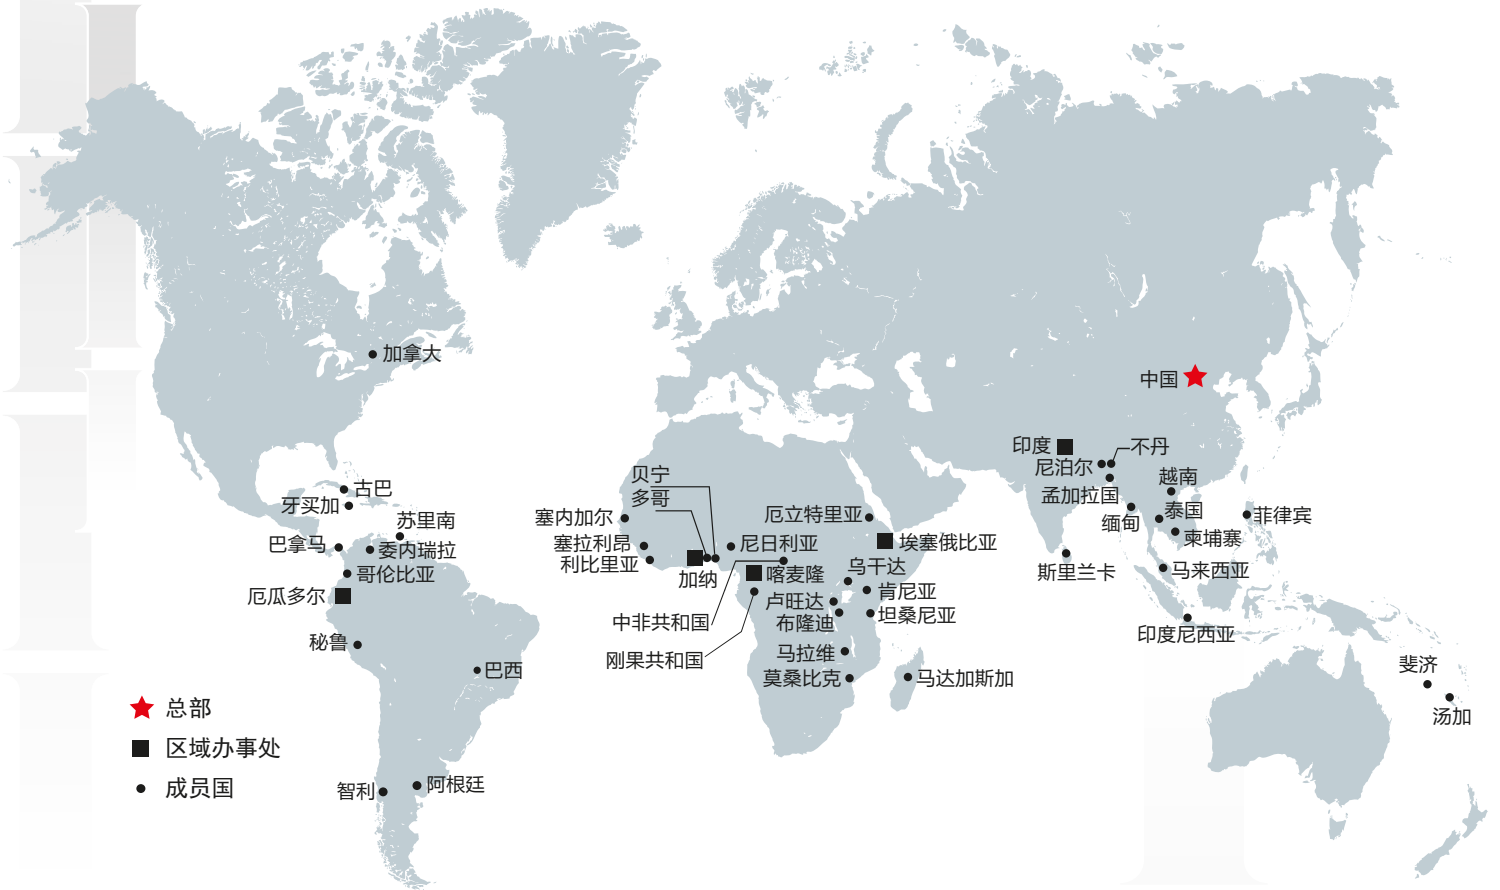 加拿大
中国
印度
不丹
尼泊尔
孟加拉国
越南
缅甸
泰国
菲律宾
柬埔寨
斯里兰卡
马来西亚
印度尼西亚
贝宁
多哥
塞内加尔
塞拉利昂
利比里亚
加纳
尼日利亚
厄立特里亚
埃塞俄比亚
喀麦隆
乌干达
肯尼亚
卢旺达
布隆迪
坦桑尼亚
中非共和国
刚果共和国
马拉维
莫桑比克
马达加斯加
古巴
牙买加
苏里南
巴拿马
委内瑞拉
哥伦比亚
厄瓜多尔
秘鲁
巴西
斐济
汤加
智利
阿根廷
总部
区域办事处
成员国